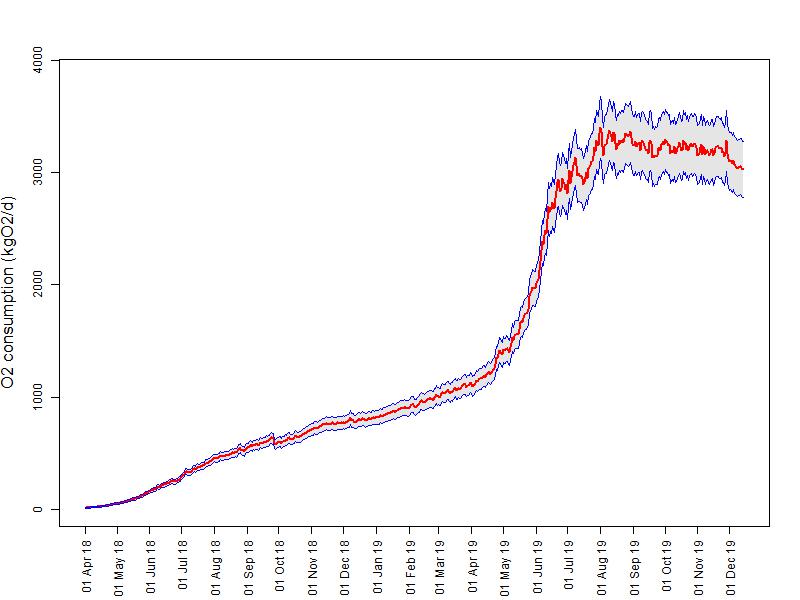 O2 consumption (kgO2/d)
4000
3000
2000
1000
0
01 Apr 18
01 May 18
01 Jun 18
01 Jul 18
01 Aug 18
01 Sep 18
01 Oct 18
01 Nov 18
01 Dec 18
01 Jan 19
01 Feb 19
01 Mar 19
01 Apr 19
01 May 19
01 Jun 19
01 Jul 19
01 Aug 19
01 Sep 19
01 Oct 19
01 Nov 19
01 Dec 19